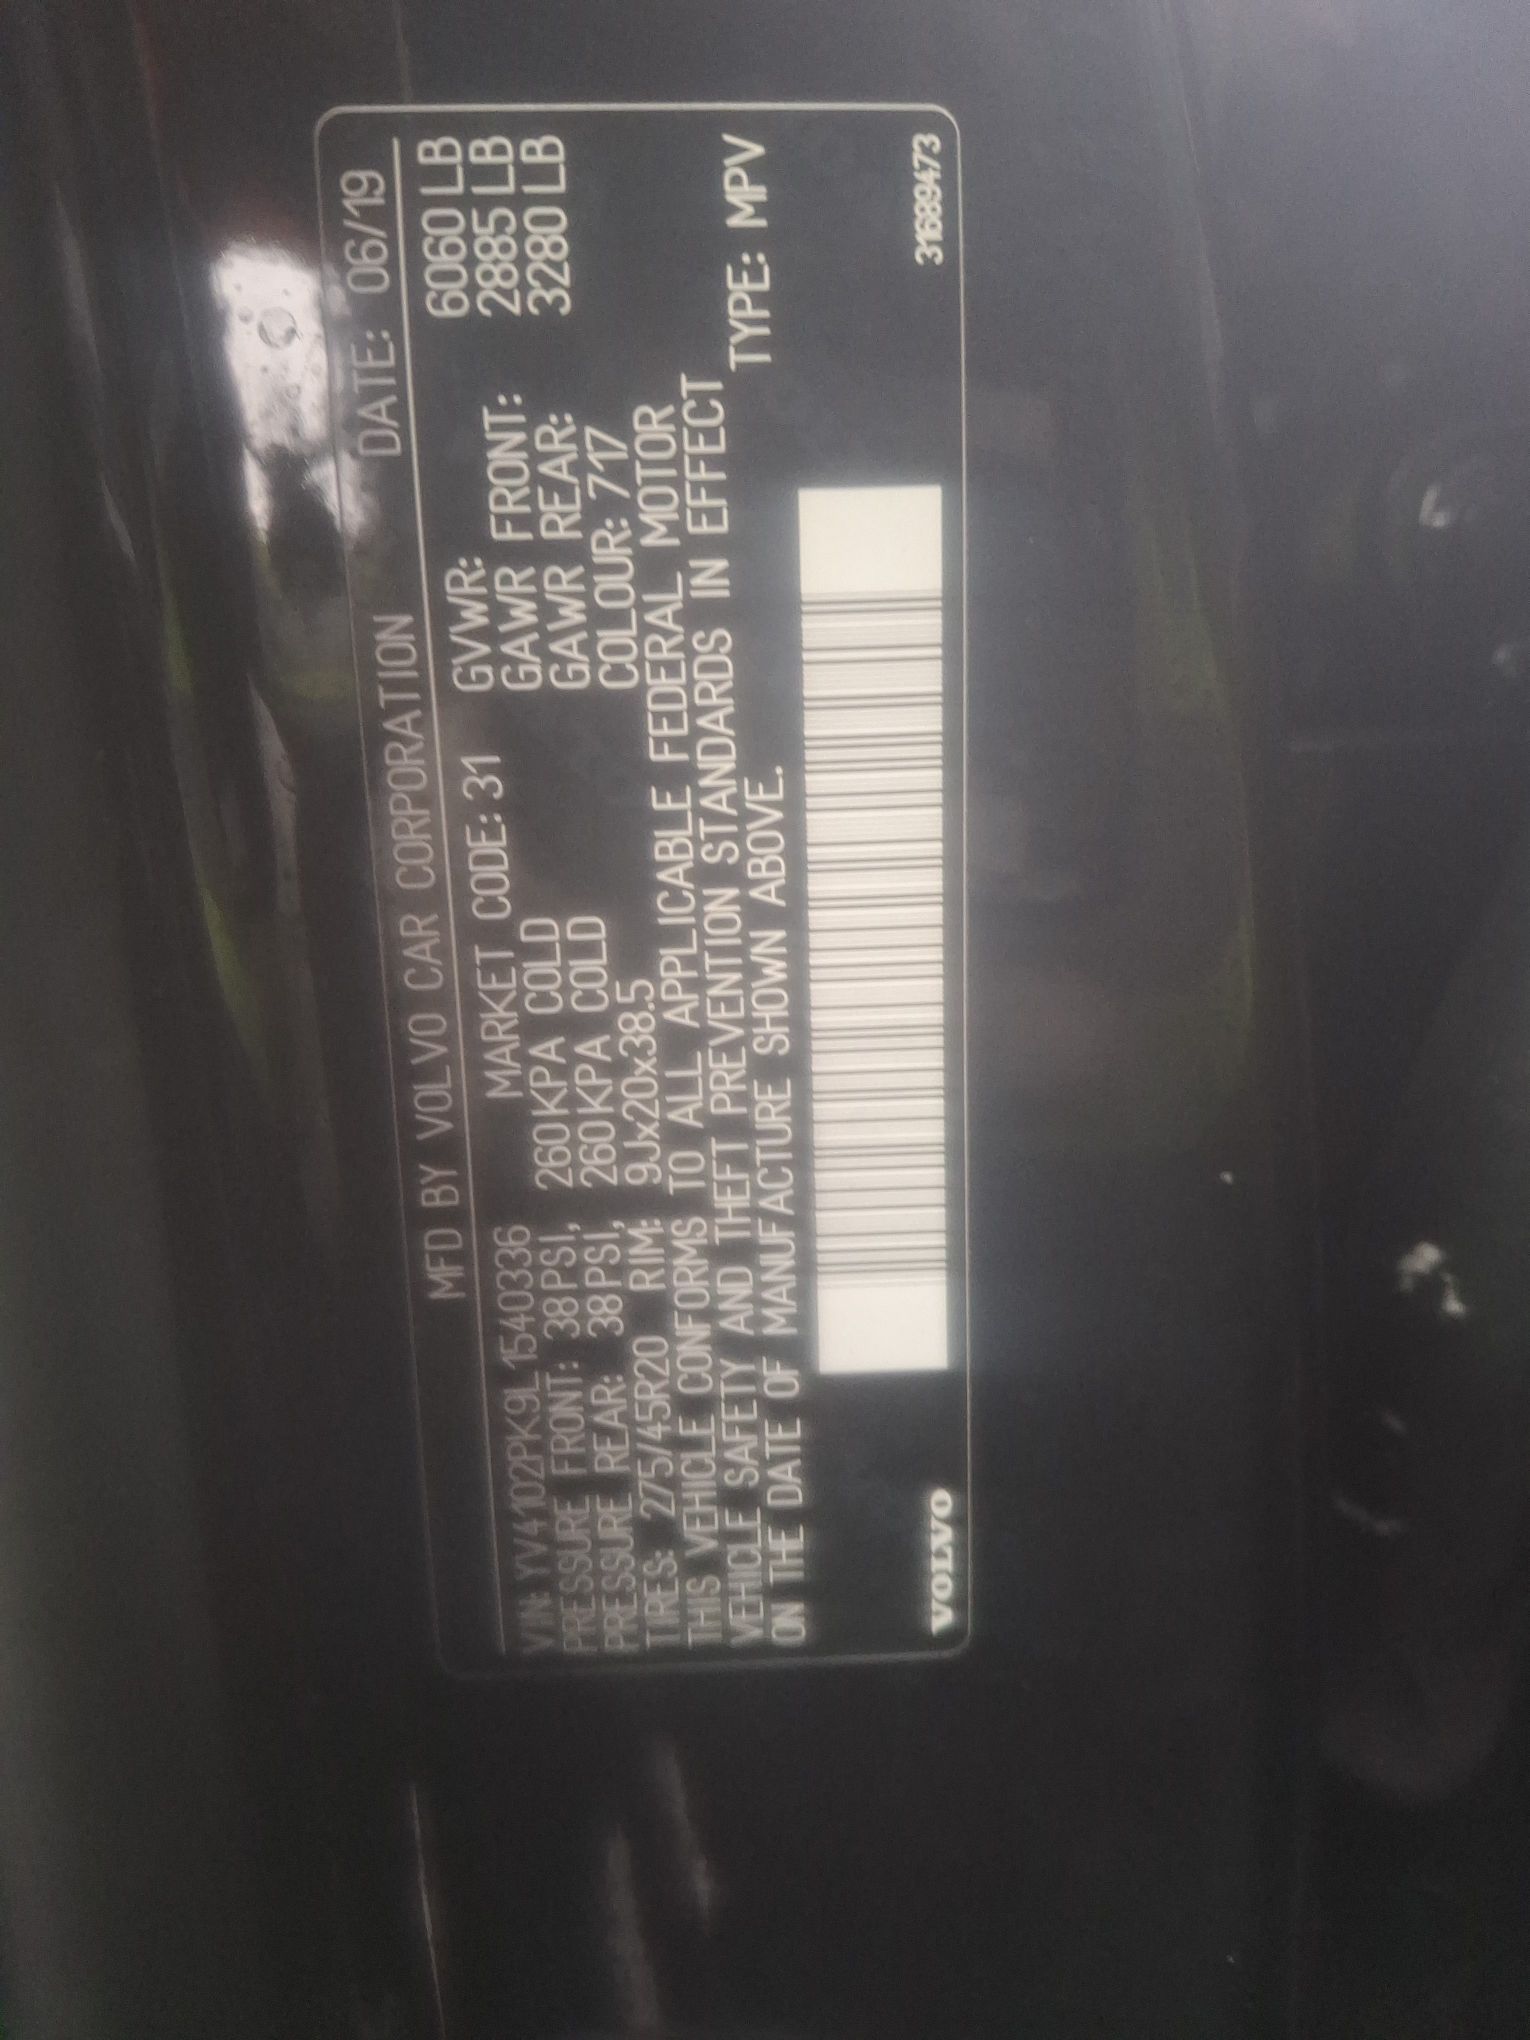 MFD BY VOLVO CAR CORPORATION DATE: 06/19
VIN: YV4102PK9L1540336 MARKET CODE: 31 GVWR: 6060 LB
PRESSURE FRONT: 38 PSI, 260 KPA COLD GAWR FRONT: 2885 LB
PRESSURE REAR: 38 PSI, 260 KPA COLD GAWR REAR: 3280 LB
TIRES: 275/45R20 RIM: 9Jx20x38.5 COLOUR: 717
THIS VEHICLE CONFORMS TO ALL APPLICABLE FEDERAL MOTOR
VEHICLE SAFETY AND THEFT PREVENTION STANDARDS IN EFFECT
ON THE DATE OF MANUFACTURE SHOWN ABOVE. TYPE: MPV
VOLVO 31689473